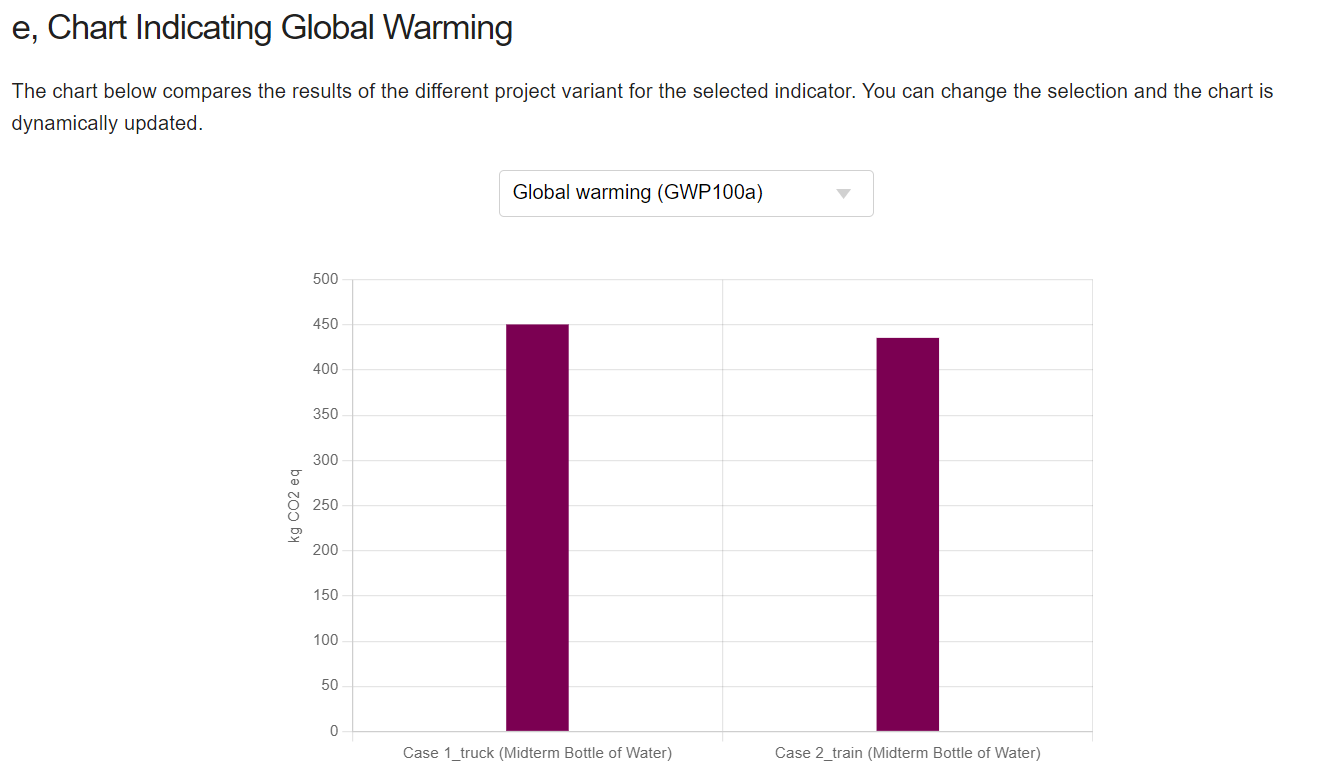 e, Chart Indicating Global Warming
The chart below compares the results of the different project variant for the selected indicator. You can change the selection and the chart is
dynamically updated.
Global warming (GWP100a)
500
450
400
350
300
250
200
150
100
50
0
kg CO2 eq
Case 1_truck (Midterm Bottle of Water)
Case 2_train (Midterm Bottle of Water)